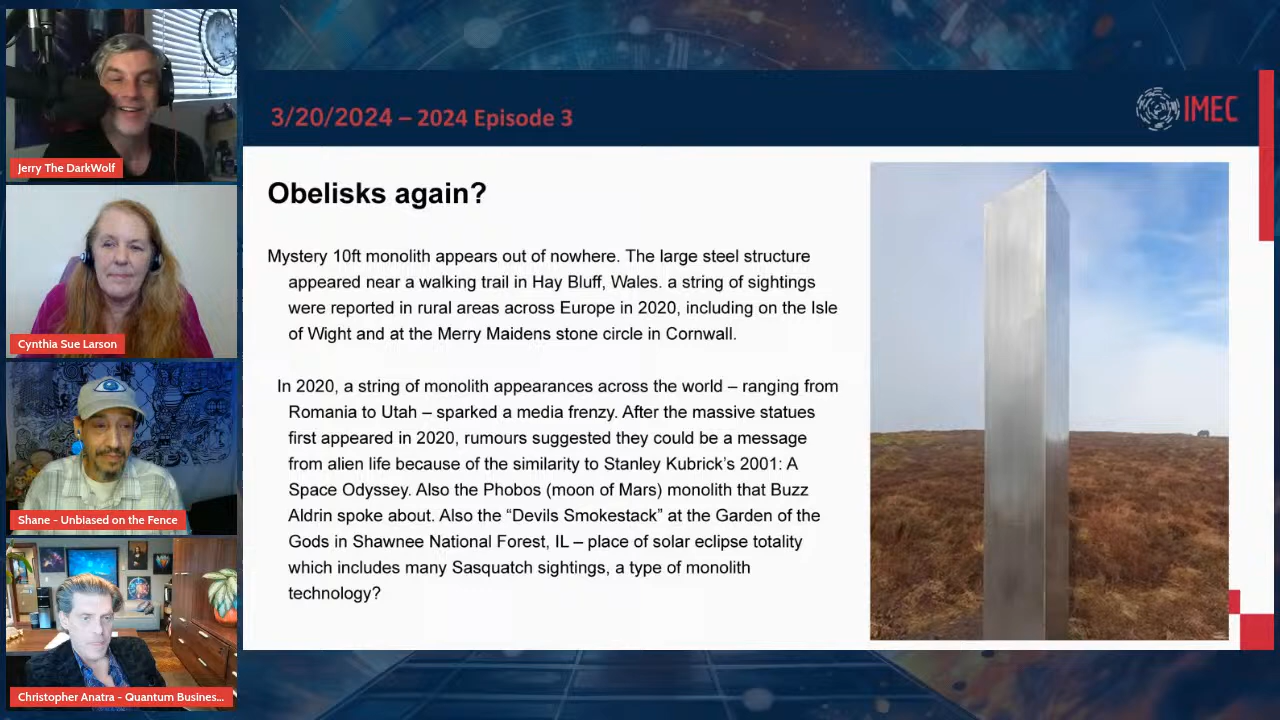 Jerry The DarkWolf
Cynthia Sue Larson
Shane - Unbiased on the Fence
Christopher Anatra - Quantum Busines...
3/20/2024 – 2024 Episode 3
IMEC
Obelisks again?
Mystery 10ft monolith appears out of nowhere. The large steel structure
appeared near a walking trail in Hay Bluff, Wales. a string of sightings
were reported in rural areas across Europe in 2020, including on the Isle
of Wight and at the Merry Maidens stone circle in Cornwall.
In 2020, a string of monolith appearances across the world – ranging from
Romania to Utah – sparked a media frenzy. After the massive statues
first appeared in 2020, rumours suggested they could be a message
from alien life because of the similarity to Stanley Kubrick's 2001: A
Space Odyssey. Also the Phobos (moon of Mars) monolith that Buzz
Aldrin spoke about. Also the “Devils Smokestack” at the Garden of the
Gods in Shawnee National Forest, IL – place of solar eclipse totality
which includes many Sasquatch sightings, a type of monolith
technology?